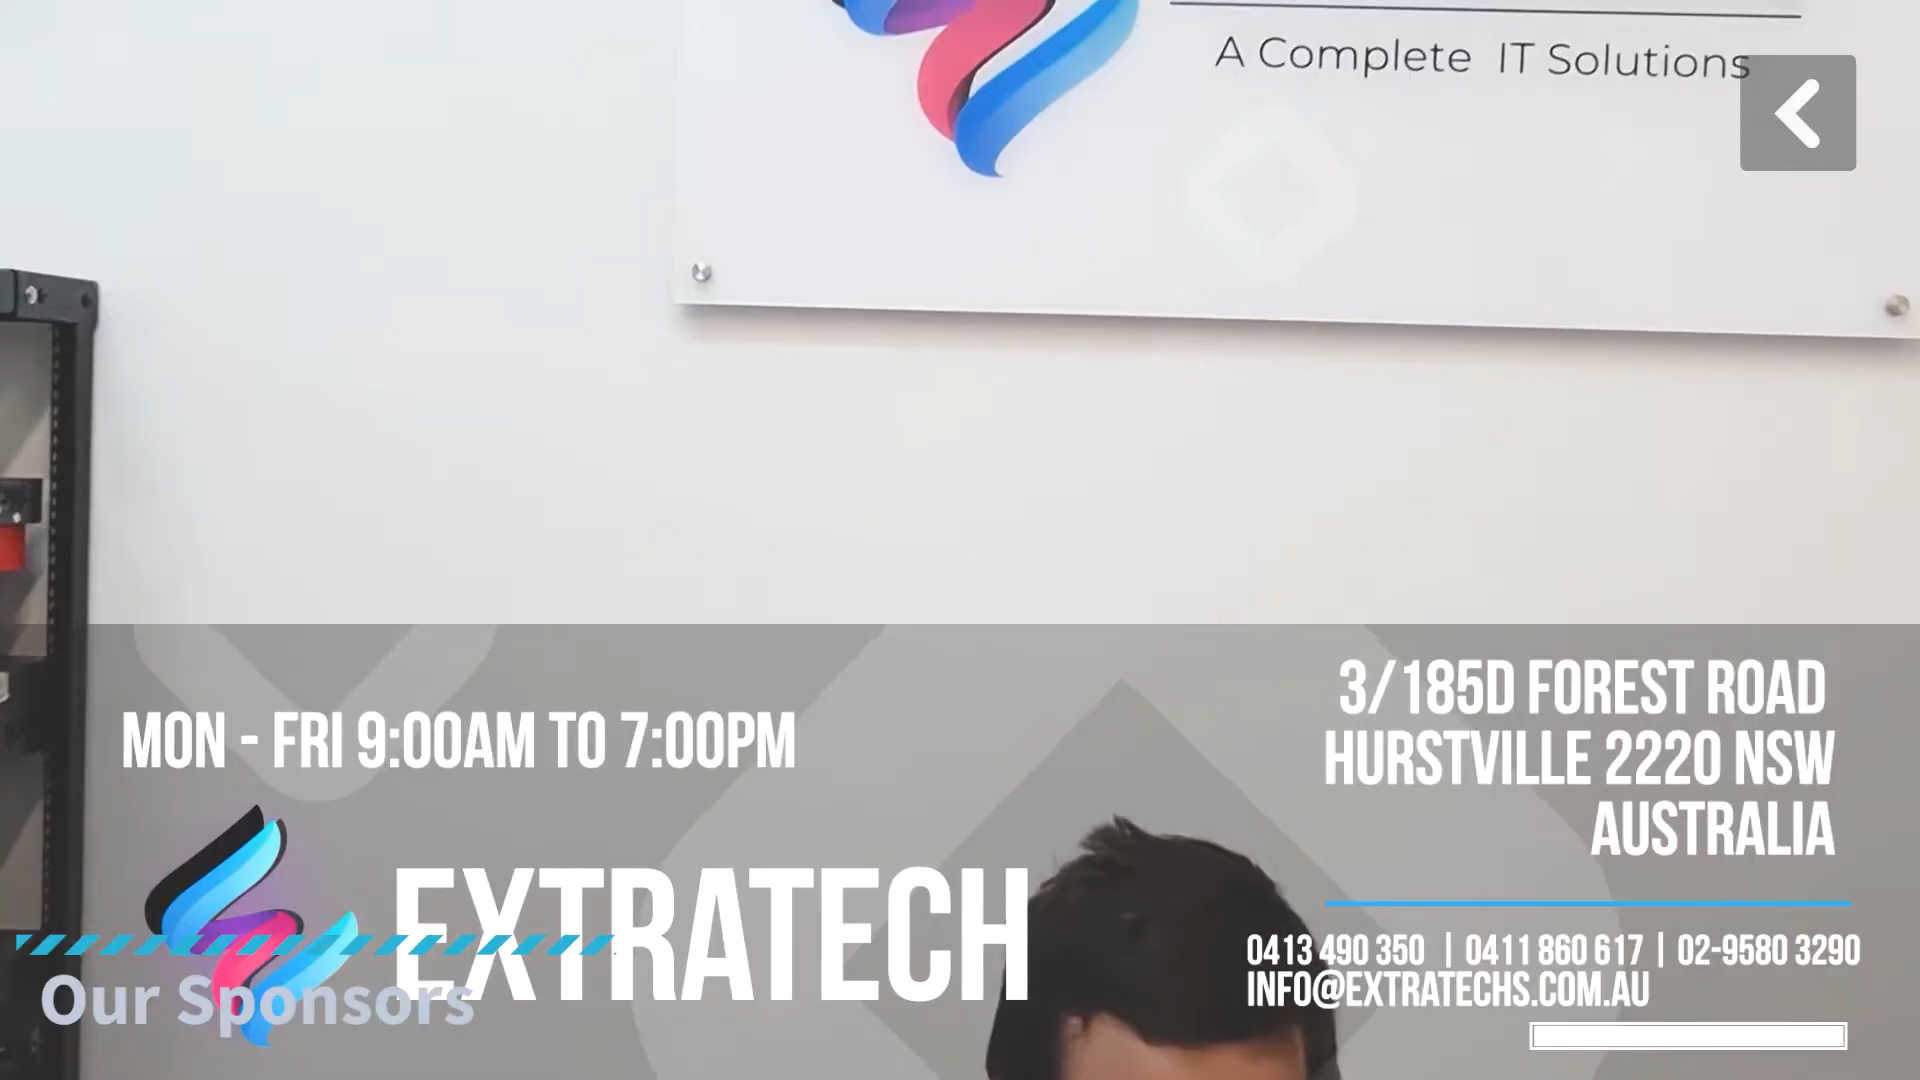 A Complete IT Solutions
MON - FRI 9:00AM TO 7:00PM
3/185D FOREST ROAD
HURSTVILLE 2220 NSW
AUSTRALIA
EXTRATECH
Our Sponsors
0413 490 350 | 0411 860 617 | 02-9580 3290
INFO@EXTRATECHS.COM.AU